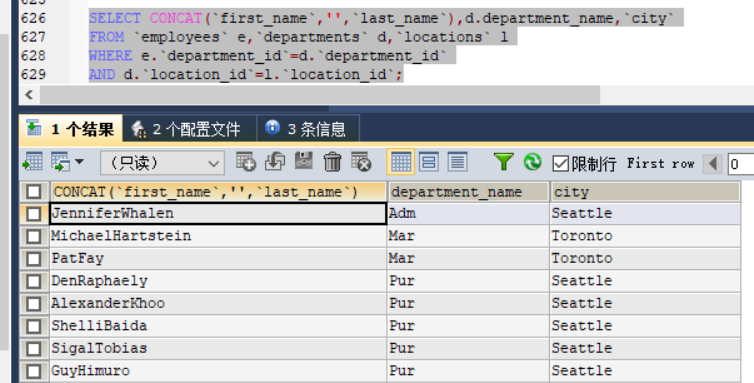 626 SELECT CONCAT(`first_name`,'',`last_name`),d.department_name,`city`
627 FROM `employees` e,`departments` d,`locations` l
628 WHERE e.`department_id`=d.`department_id`
629 AND d.`location_id`=l.`location_id`;
1 个结果 2 个配置文件 3 条信息
（只读） 限制行 First row 0
CONCAT(`first_name`,'',`last_name`) department_name city
JenniferWhalen Adm Seattle
MichaelHartstein Mar Toronto
PatFay Mar Toronto
DenRaphaely Pur Seattle
AlexanderKhoo Pur Seattle
ShelliBaida Pur Seattle
SigalTobias Pur Seattle
GuyHimuro Pur Seattle